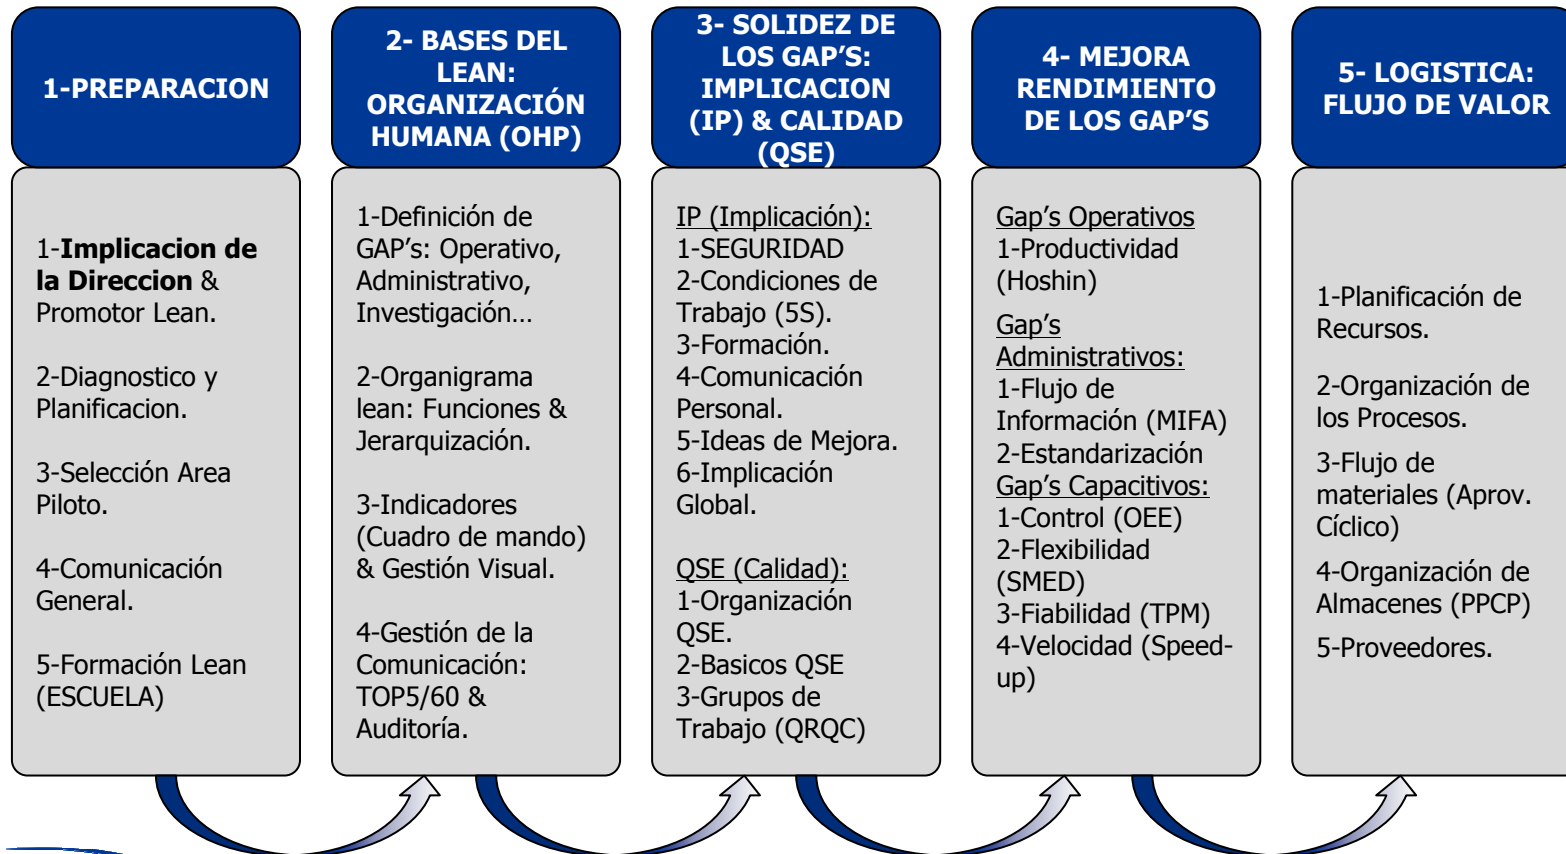 1-PREPARACION
1-Implicacion de
la Direccion &
Promotor Lean.
2-Diagnostico y
Planificacion.
3-Selección Area
Piloto.
4-Comunicación
General.
5-Formación Lean
(ESCUELA)
2- BASES DEL
LEAN:
ORGANIZACIÓN
HUMANA (OHP)
1-Definición de
GAP’s: Operativo,
Administrativo,
Investigación…
2-Organigrama
lean: Funciones &
Jerarquización.
3-Indicadores
(Cuadro de mando)
& Gestión Visual.
4-Gestión de la
Comunicación:
TOP5/60 &
Auditoría.
3- SOLIDEZ DE
LOS GAP’S:
IMPLICACION
(IP) & CALIDAD
(QSE)
IP (Implicación):
1-SEGURIDAD
2-Condiciones de
Trabajo (5S).
3-Formación.
4-Comunicación
Personal.
5-Ideas de Mejora.
6-Implicación
Global.
QSE (Calidad):
1-Organización
QSE.
2-Basicos QSE
3-Grupos de
Trabajo (QRQC)
4- MEJORA
RENDIMIENTO
DE LOS GAP’S
Gap’s Operativos
1-Productividad
(Hoshin)
Gap’s
Administrativos:
1-Flujo de
Información (MIFA)
2-Estandarización
Gap’s Capacitivos:
1-Control (OEE)
2-Flexibilidad
(SMED)
3-Fiabilidad (TPM)
4-Velocidad (Speed-
up)
5- LOGISTICA:
FLUJO DE VALOR
1-Planificación de
Recursos.
2-Organización de
los Procesos.
3-Flujo de
materiales (Aprov.
Cíclico)
4-Organización de
Almacenes (PPCP)
5-Proveedores.